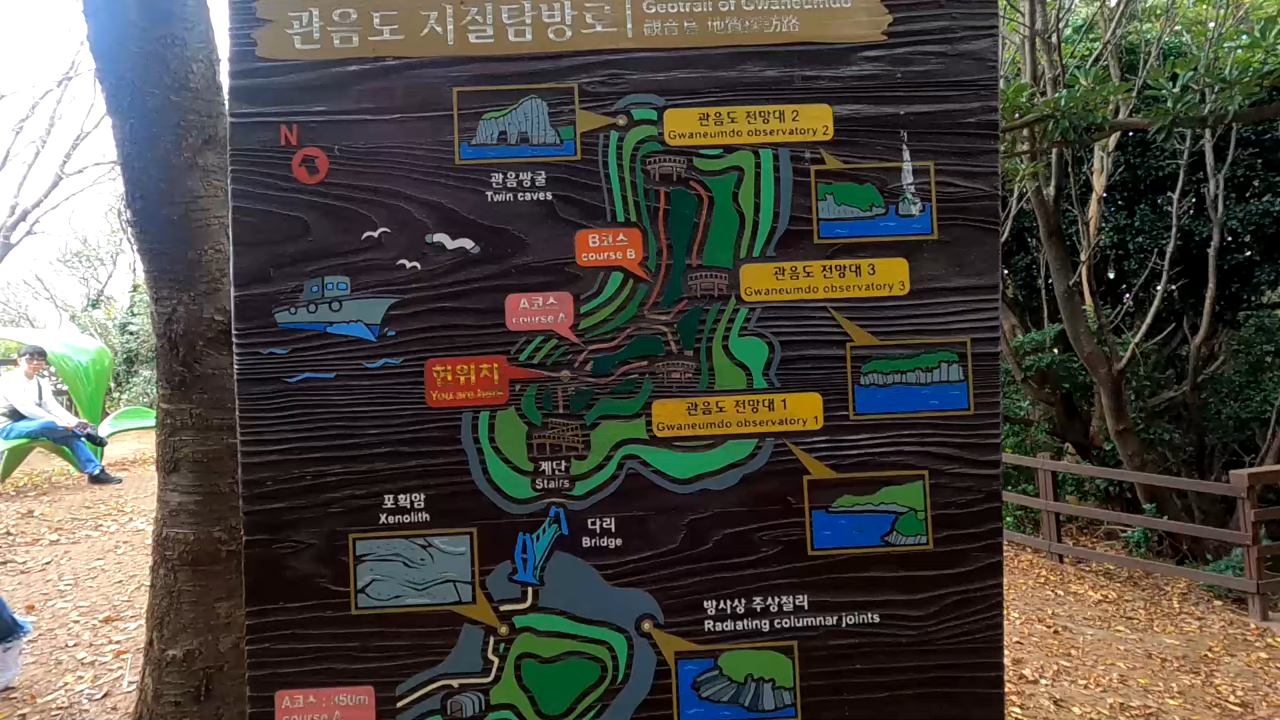 관음도 지질탐방로
Geotrail of Gwaneumdo
관음도 전망대 2
Gwaneumdo observatory 2
관음쌍굴
Twin caves
N
B코스
course B
관음도 전망대 3
Gwaneumdo observatory 3
A코스
course A
현위치
You are here
관음도 전망대 1
Gwaneumdo observatory 1
계단
Stairs
포획암
Xenolith
다리
Bridge
방사상 주상절리
Radiating columnar joints
A코스 :
course A